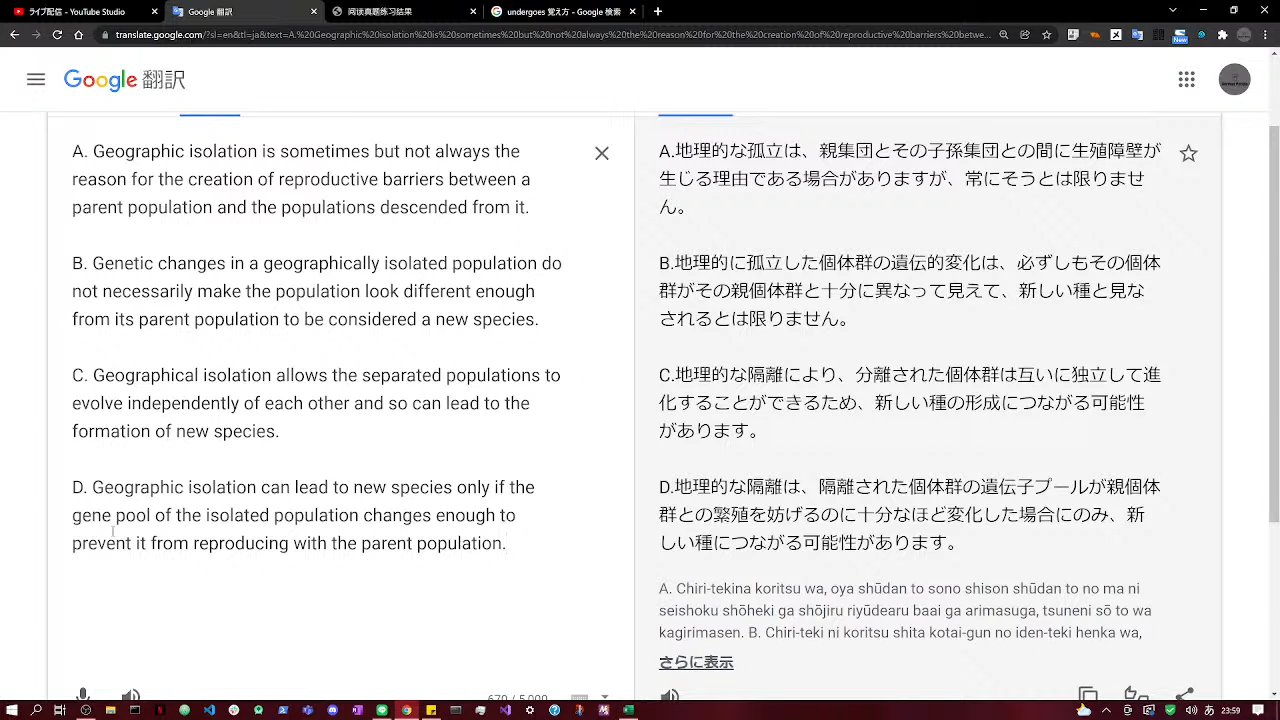 ライブ配信 - YouTube Studio
Google 翻訳
阅读真题练习结果
undergoes 覚え方 - Google 検索
translate.google.com/?sl=en&tl=ja&text=A.%20Geographic%20isolation%20is%20sometimes%20but%20not%20always%20the%20reason%20for%20the%20creation%20of%20reproductive%20barriers%20betwe...
New
Google 翻訳
A. Geographic isolation is sometimes but not always the
reason for the creation of reproductive barriers between a
parent population and the populations descended from it.
B. Genetic changes in a geographically isolated population do
not necessarily make the population look different enough
from its parent population to be considered a new species.
C. Geographical isolation allows the separated populations to
evolve independently of each other and so can lead to the
formation of new species.
D. Geographic isolation can lead to new species only if the
gene pool of the isolated population changes enough to
prevent it from reproducing with the parent population.
670 / 5,000
A.地理的な孤立は、親集団とその子孫集団との間に生殖障壁が
生じる理由である場合がありますが、常にそうとは限りませ
ん。
B.地理的に孤立した個体群の遺伝的変化は、必ずしもその個体
群がその親個体群と十分に異なって見えて、新しい種と見な
されるとは限りません。
C.地理的な隔離により、分離された個体群は互いに独立して進
化することができるため、新しい種の形成につながる可能性
があります。
D.地理的な隔離は、隔離された個体群の遺伝子プールが親個体
群との繁殖を妨げるのに十分なほど変化した場合にのみ、新
しい種につながる可能性があります。
A. Chiri-tekina koritsu wa, oya shūdan to sono shison shūdan to no ma ni
seishoku shōheki ga shōjiru riyūdearu baai ga arimasuga, tsuneni sō to wa
kagirimasen. B. Chiri-teki ni koritsu shita kotai-gun no iden-teki henka wa,
さらに表示
あ 23:59